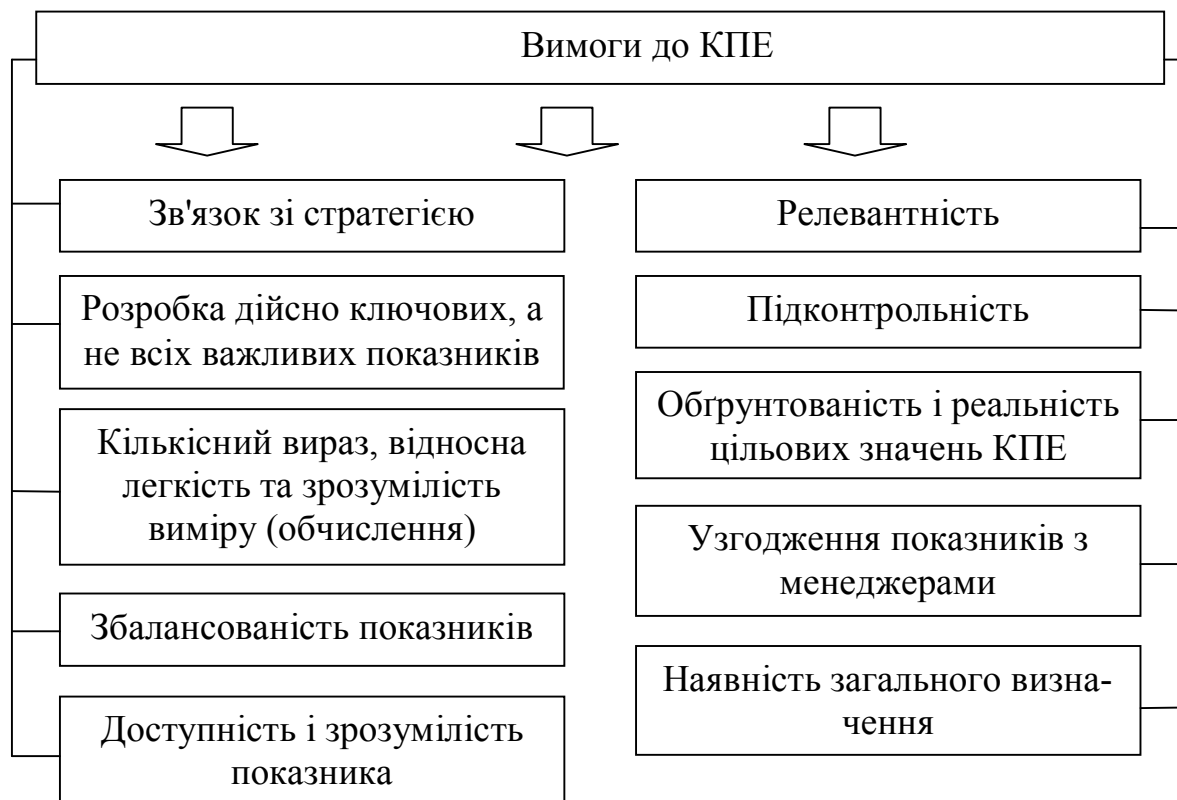 Вимоги до КПЕ
Зв'язок зі стратегією
Розробка дійсно ключових, а
не всіх важливих показників
Кількісний вираз, відносна
легкість та зрозумілість
виміру (обчислення)
Збалансованість показників
Доступність і зрозумілість
показника
Релевантність
Підконтрольність
Обґрунтованість і реальність
цільових значень КПЕ
Узгодження показників з
менеджерами
Наявність загального визна-
чення